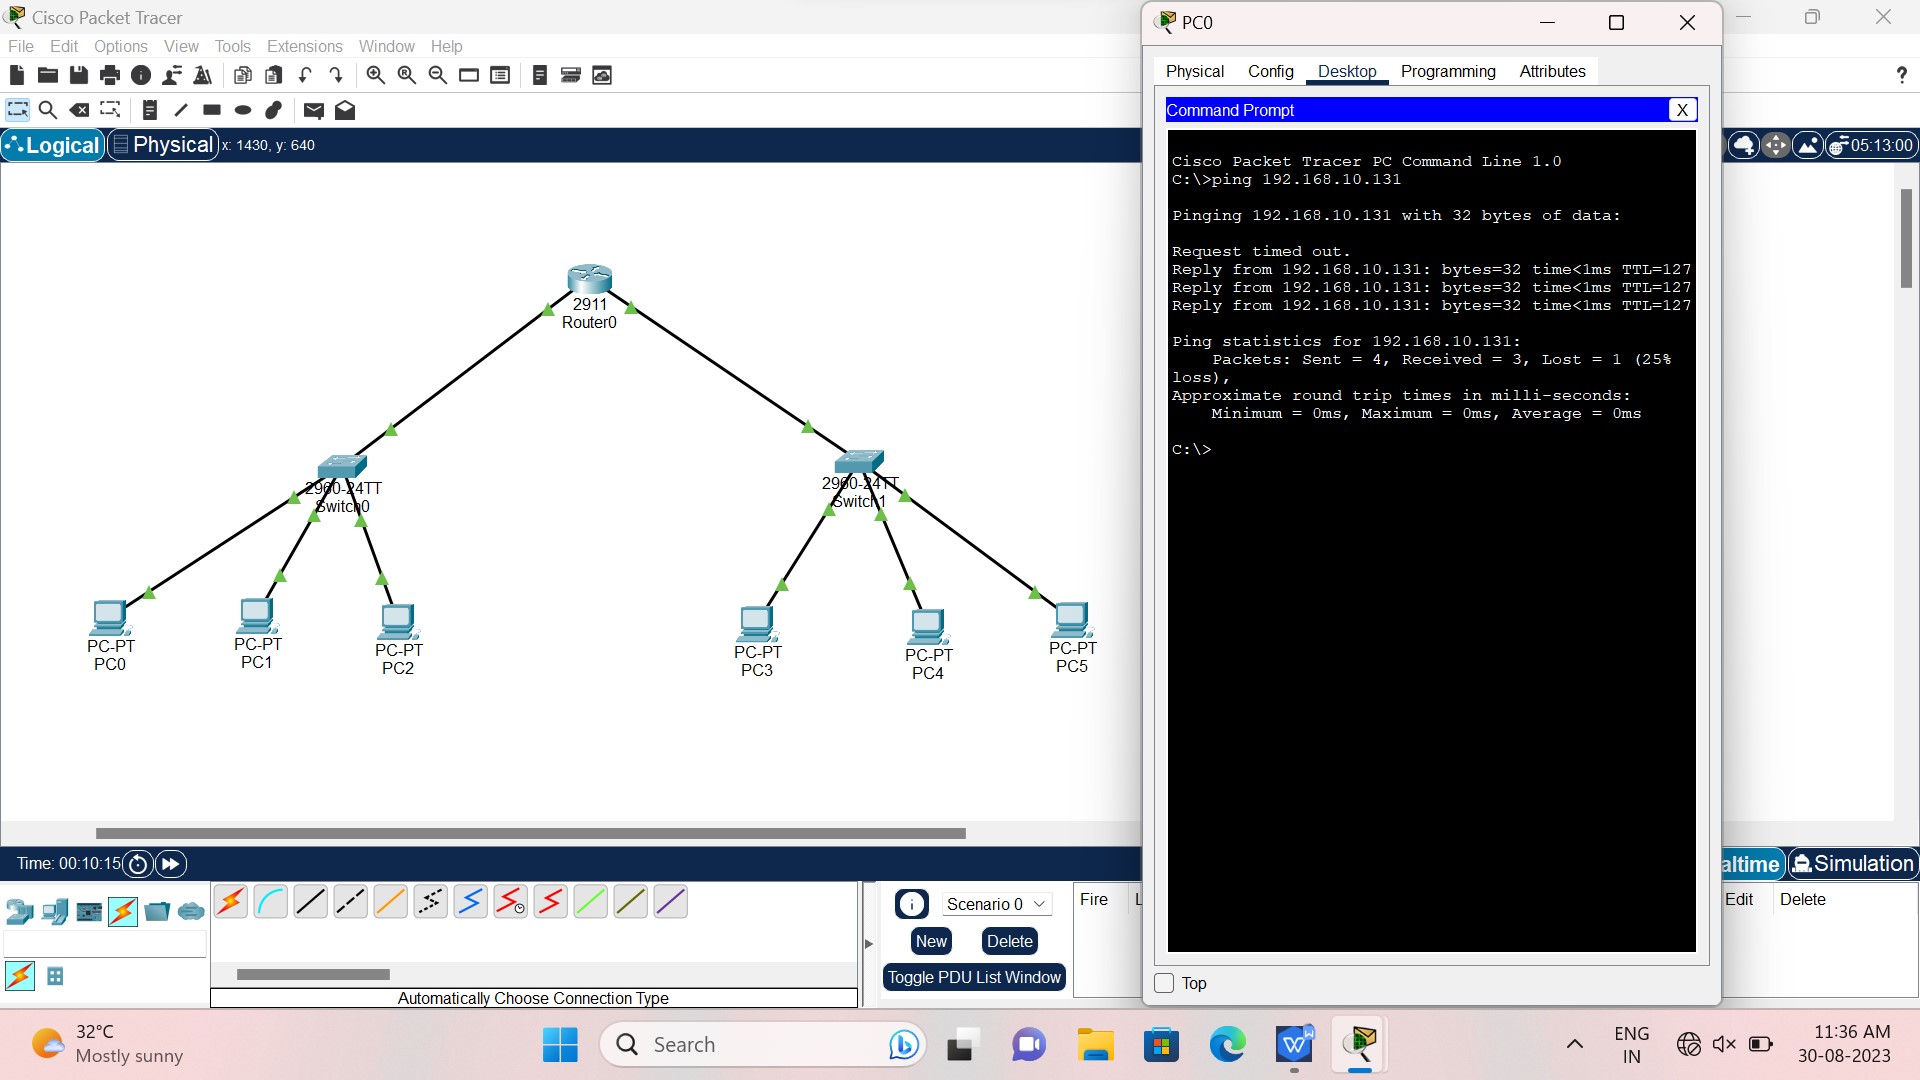 Cisco Packet Tracer
File Edit Options View Tools Extensions Window Help
Logical Physical x: 1430, y: 640
05:13:00
2911
Router0
2960-24TT
Switch0
2960-24TT
Switch1
PC-PT
PC0
PC-PT
PC1
PC-PT
PC2
PC-PT
PC3
PC-PT
PC4
PC-PT
PC5
PC0
Physical Config Desktop Programming Attributes
Command Prompt
X
Cisco Packet Tracer PC Command Line 1.0
C:\>ping 192.168.10.131
Pinging 192.168.10.131 with 32 bytes of data:
Request timed out.
Reply from 192.168.10.131: bytes=32 time<1ms TTL=127
Reply from 192.168.10.131: bytes=32 time<1ms TTL=127
Reply from 192.168.10.131: bytes=32 time<1ms TTL=127
Ping statistics for 192.168.10.131:
Packets: Sent = 4, Received = 3, Lost = 1 (25%
loss),
Approximate round trip times in milli-seconds:
Minimum = 0ms, Maximum = 0ms, Average = 0ms
C:\>
Top
Time: 00:10:15
altime Simulation
Scenario 0
New Delete
Toggle PDU List Window
Fire L
Edit Delete
Automatically Choose Connection Type
32°C
Mostly sunny
Search
ENG
IN
11:36 AM
30-08-2023